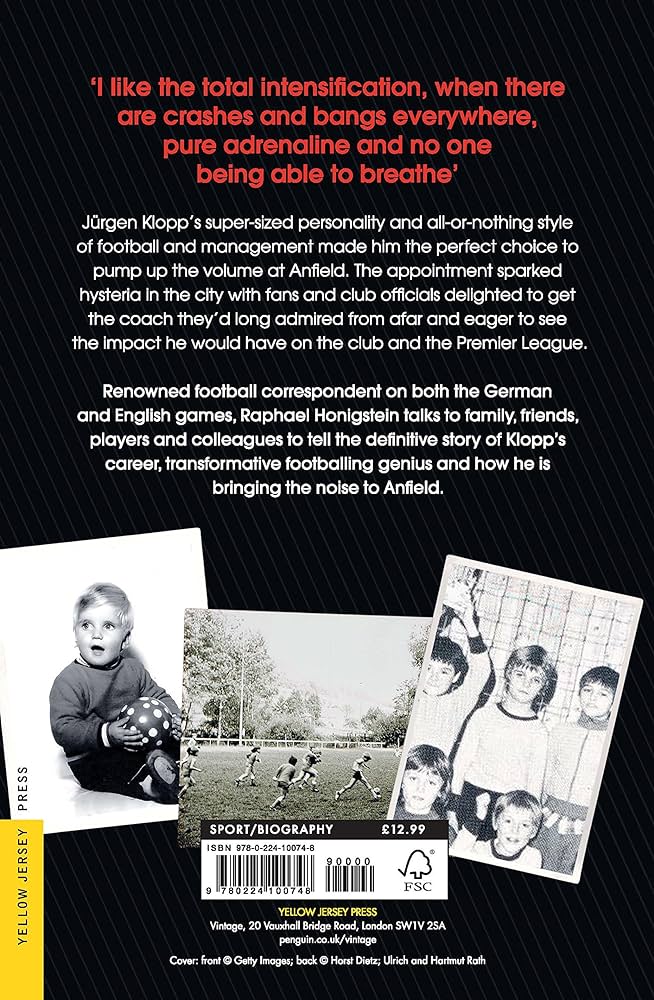 ‘I like the total intensification, when there
are crashes and bangs everywhere,
pure adrenaline and no one
being able to breathe’
Jürgen Klopp’s super-sized personality and all-or-nothing style
of football and management made him the perfect choice to
pump up the volume at Anfield. The appointment sparked
hysteria in the city with fans and club officials delighted to get
the coach they’d long admired from afar and eager to see
the impact he would have on the club and the Premier League.
Renowned football correspondent on both the German
and English games, Raphael Honigstein talks to family, friends,
players and colleagues to tell the definitive story of Klopp’s
career, transformative footballing genius and how he is
bringing the noise to Anfield.
YELLOW JERSEY PRESS
SPORT/BIOGRAPHY £12.99
ISBN 978-0-224-10074-8
90000
9 780224 100748
FSC
YELLOW JERSEY PRESS
Vintage, 20 Vauxhall Bridge Road, London SW1V 2SA
penguin.co.uk/vintage
Cover: front © Getty Images; back © Horst Dietz; Ulrich and Hartmut Rath